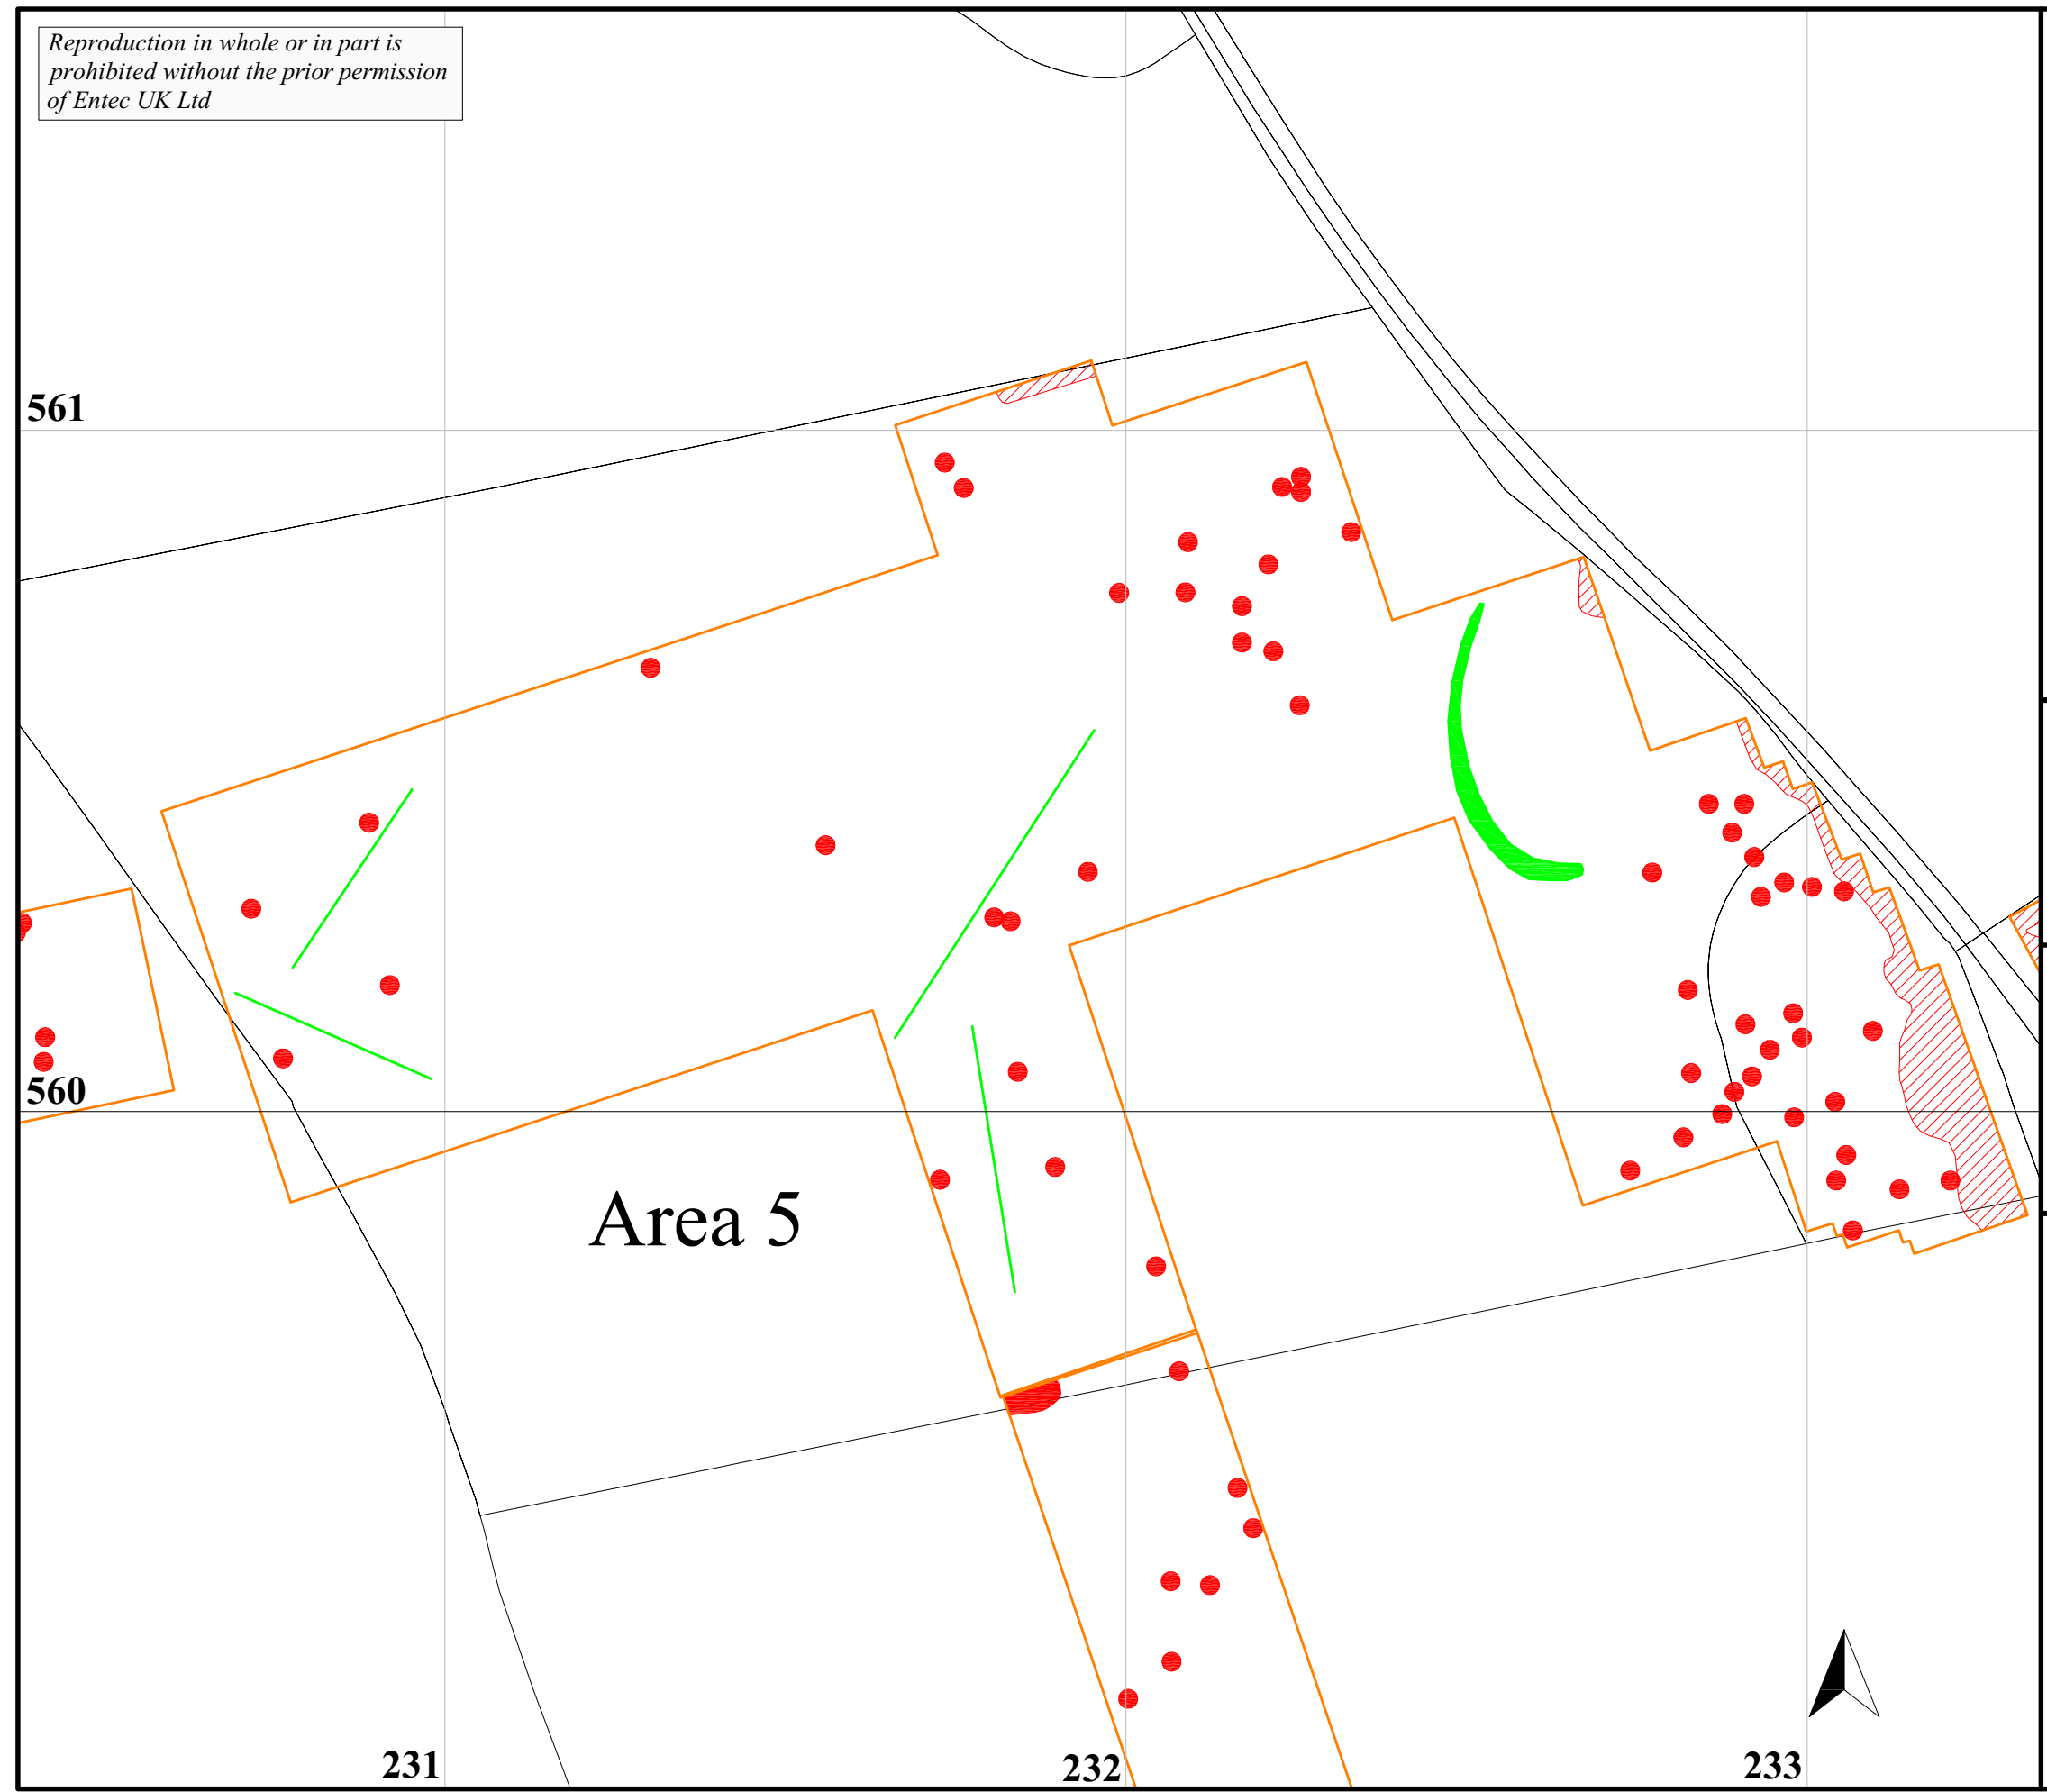 Reproduction in whole or in part is
prohibited without the prior permission
of Entec UK Ltd
561
560
Area 5
231
232
233